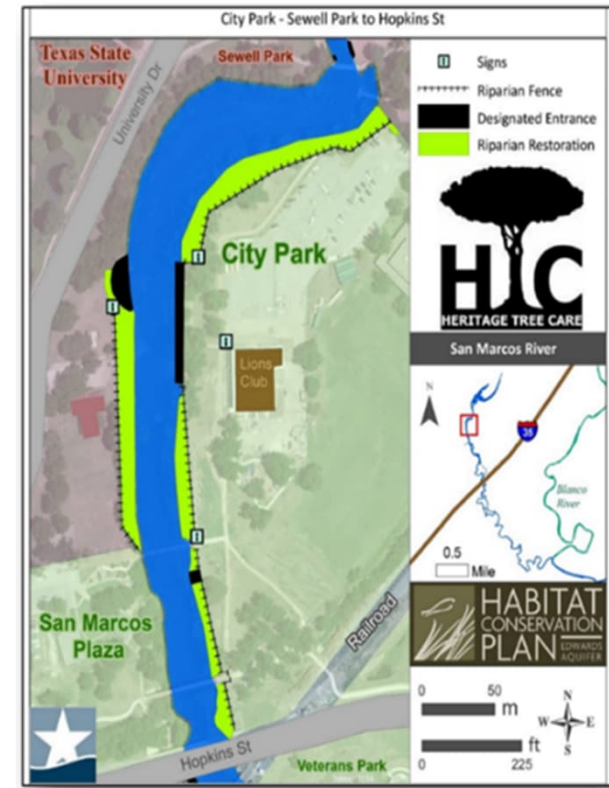 City Park - Sewell Park to Hopkins St
Texas State
University
University Dr
Sewell Park
City Park
Lions
Club
San Marcos
Plaza
Railroad
Hopkins St
Veterans Park
Signs
Riparian Fence
Designated Entrance
Riparian Restoration
HTC
HERITAGE TREE CARE
San Marcos River
N
35
Blanco
River
0.5
Mile
HABITAT
CONSERVATION
PLAN
EDWARDS
AQUIFER
0 50
m
0 225
ft
N
W E
S